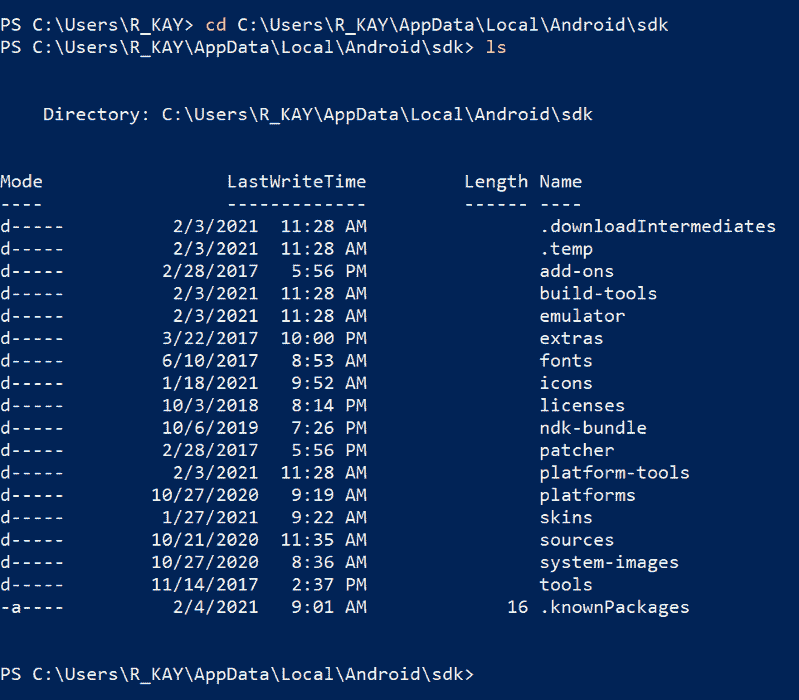 PS C:\Users\R_KAY> cd C:\Users\R_KAY\AppData\Local\Android\sdk
PS C:\Users\R_KAY\AppData\Local\Android\sdk> ls
Directory: C:\Users\R_KAY\AppData\Local\Android\sdk
Mode LastWriteTime Length Name
---- ------------- ------ ----
d----- 2/3/2021 11:28 AM .downloadIntermediates
d----- 2/3/2021 11:28 AM .temp
d----- 2/28/2017 5:56 PM add-ons
d----- 2/3/2021 11:28 AM build-tools
d----- 2/3/2021 11:28 AM emulator
d----- 3/22/2017 10:00 PM extras
d----- 6/10/2017 8:53 AM fonts
d----- 1/18/2021 9:52 AM icons
d----- 10/3/2018 8:14 PM licenses
d----- 10/6/2019 7:26 PM ndk-bundle
d----- 2/28/2017 5:56 PM patcher
d----- 2/3/2021 11:28 AM platform-tools
d----- 10/27/2020 9:19 AM platforms
d----- 1/27/2021 9:22 AM skins
d----- 10/21/2020 11:35 AM sources
d----- 10/27/2020 8:36 AM system-images
d----- 11/14/2017 2:37 PM tools
-a---- 2/4/2021 9:01 AM 16 .knownPackages
PS C:\Users\R_KAY\AppData\Local\Android\sdk>